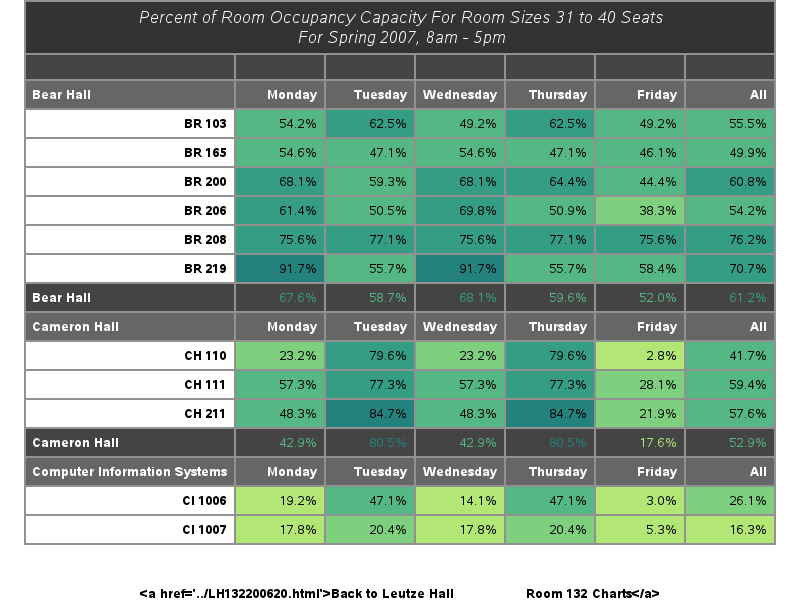 Percent of Room Occupancy Capacity For Room Sizes 31 to 40 Seats
For Spring 2007, 8am - 5pm
Bear Hall Monday Tuesday Wednesday Thursday Friday All
BR 103 54.2% 62.5% 49.2% 62.5% 49.2% 55.5%
BR 165 54.6% 47.1% 54.6% 47.1% 46.1% 49.9%
BR 200 68.1% 59.3% 68.1% 64.4% 44.4% 60.8%
BR 206 61.4% 50.5% 69.8% 50.9% 38.3% 54.2%
BR 208 75.6% 77.1% 75.6% 77.1% 75.6% 76.2%
BR 219 91.7% 55.7% 91.7% 55.7% 58.4% 70.7%
Bear Hall 67.6% 58.7% 68.1% 59.6% 52.0% 61.2%
Cameron Hall Monday Tuesday Wednesday Thursday Friday All
CH 110 23.2% 79.6% 23.2% 79.6% 2.8% 41.7%
CH 111 57.3% 77.3% 57.3% 77.3% 28.1% 59.4%
CH 211 48.3% 84.7% 48.3% 84.7% 21.9% 57.6%
Cameron Hall 42.9% 80.5% 42.9% 80.5% 17.6% 52.9%
Computer Information Systems Monday Tuesday Wednesday Thursday Friday All
CI 1006 19.2% 47.1% 14.1% 47.1% 3.0% 26.1%
CI 1007 17.8% 20.4% 17.8% 20.4% 5.3% 16.3%
<a href='../LH132200620.html'>Back to Leutze Hall Room 132 Charts</a>